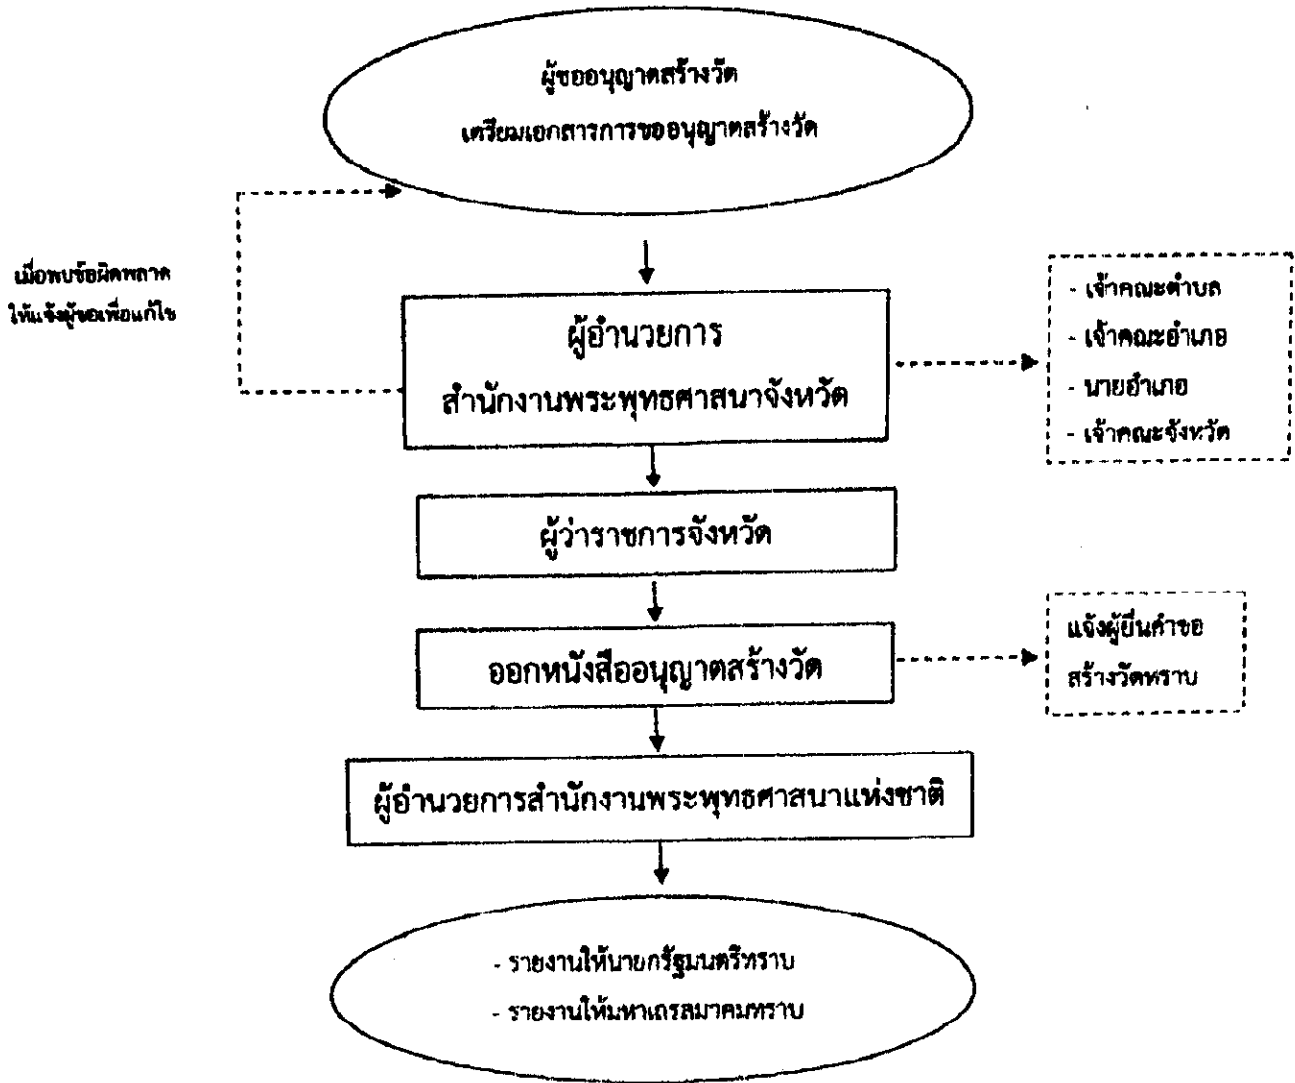 ผู้ขออนุญาตสร้างวัด
เตรียมเอกสารการขออนุญาตสร้างวัด
เมื่อพบข้อผิดพลาด
ให้แจ้งผู้ขอเพื่อแก้ไข
ผู้อำนวยการ
สำนักงานพระพุทธศาสนาจังหวัด
- เจ้าคณะตำบล
- เจ้าคณะอำเภอ
- นายอำเภอ
- เจ้าคณะจังหวัด
ผู้ว่าราชการจังหวัด
ออกหนังสืออนุญาตสร้างวัด
แจ้งผู้ยื่นคำขอ
สร้างวัดทราบ
ผู้อำนวยการสำนักงานพระพุทธศาสนาแห่งชาติ
- รายงานให้นายกรัฐมนตรีทราบ
- รายงานให้มหาเถรสมาคมทราบ